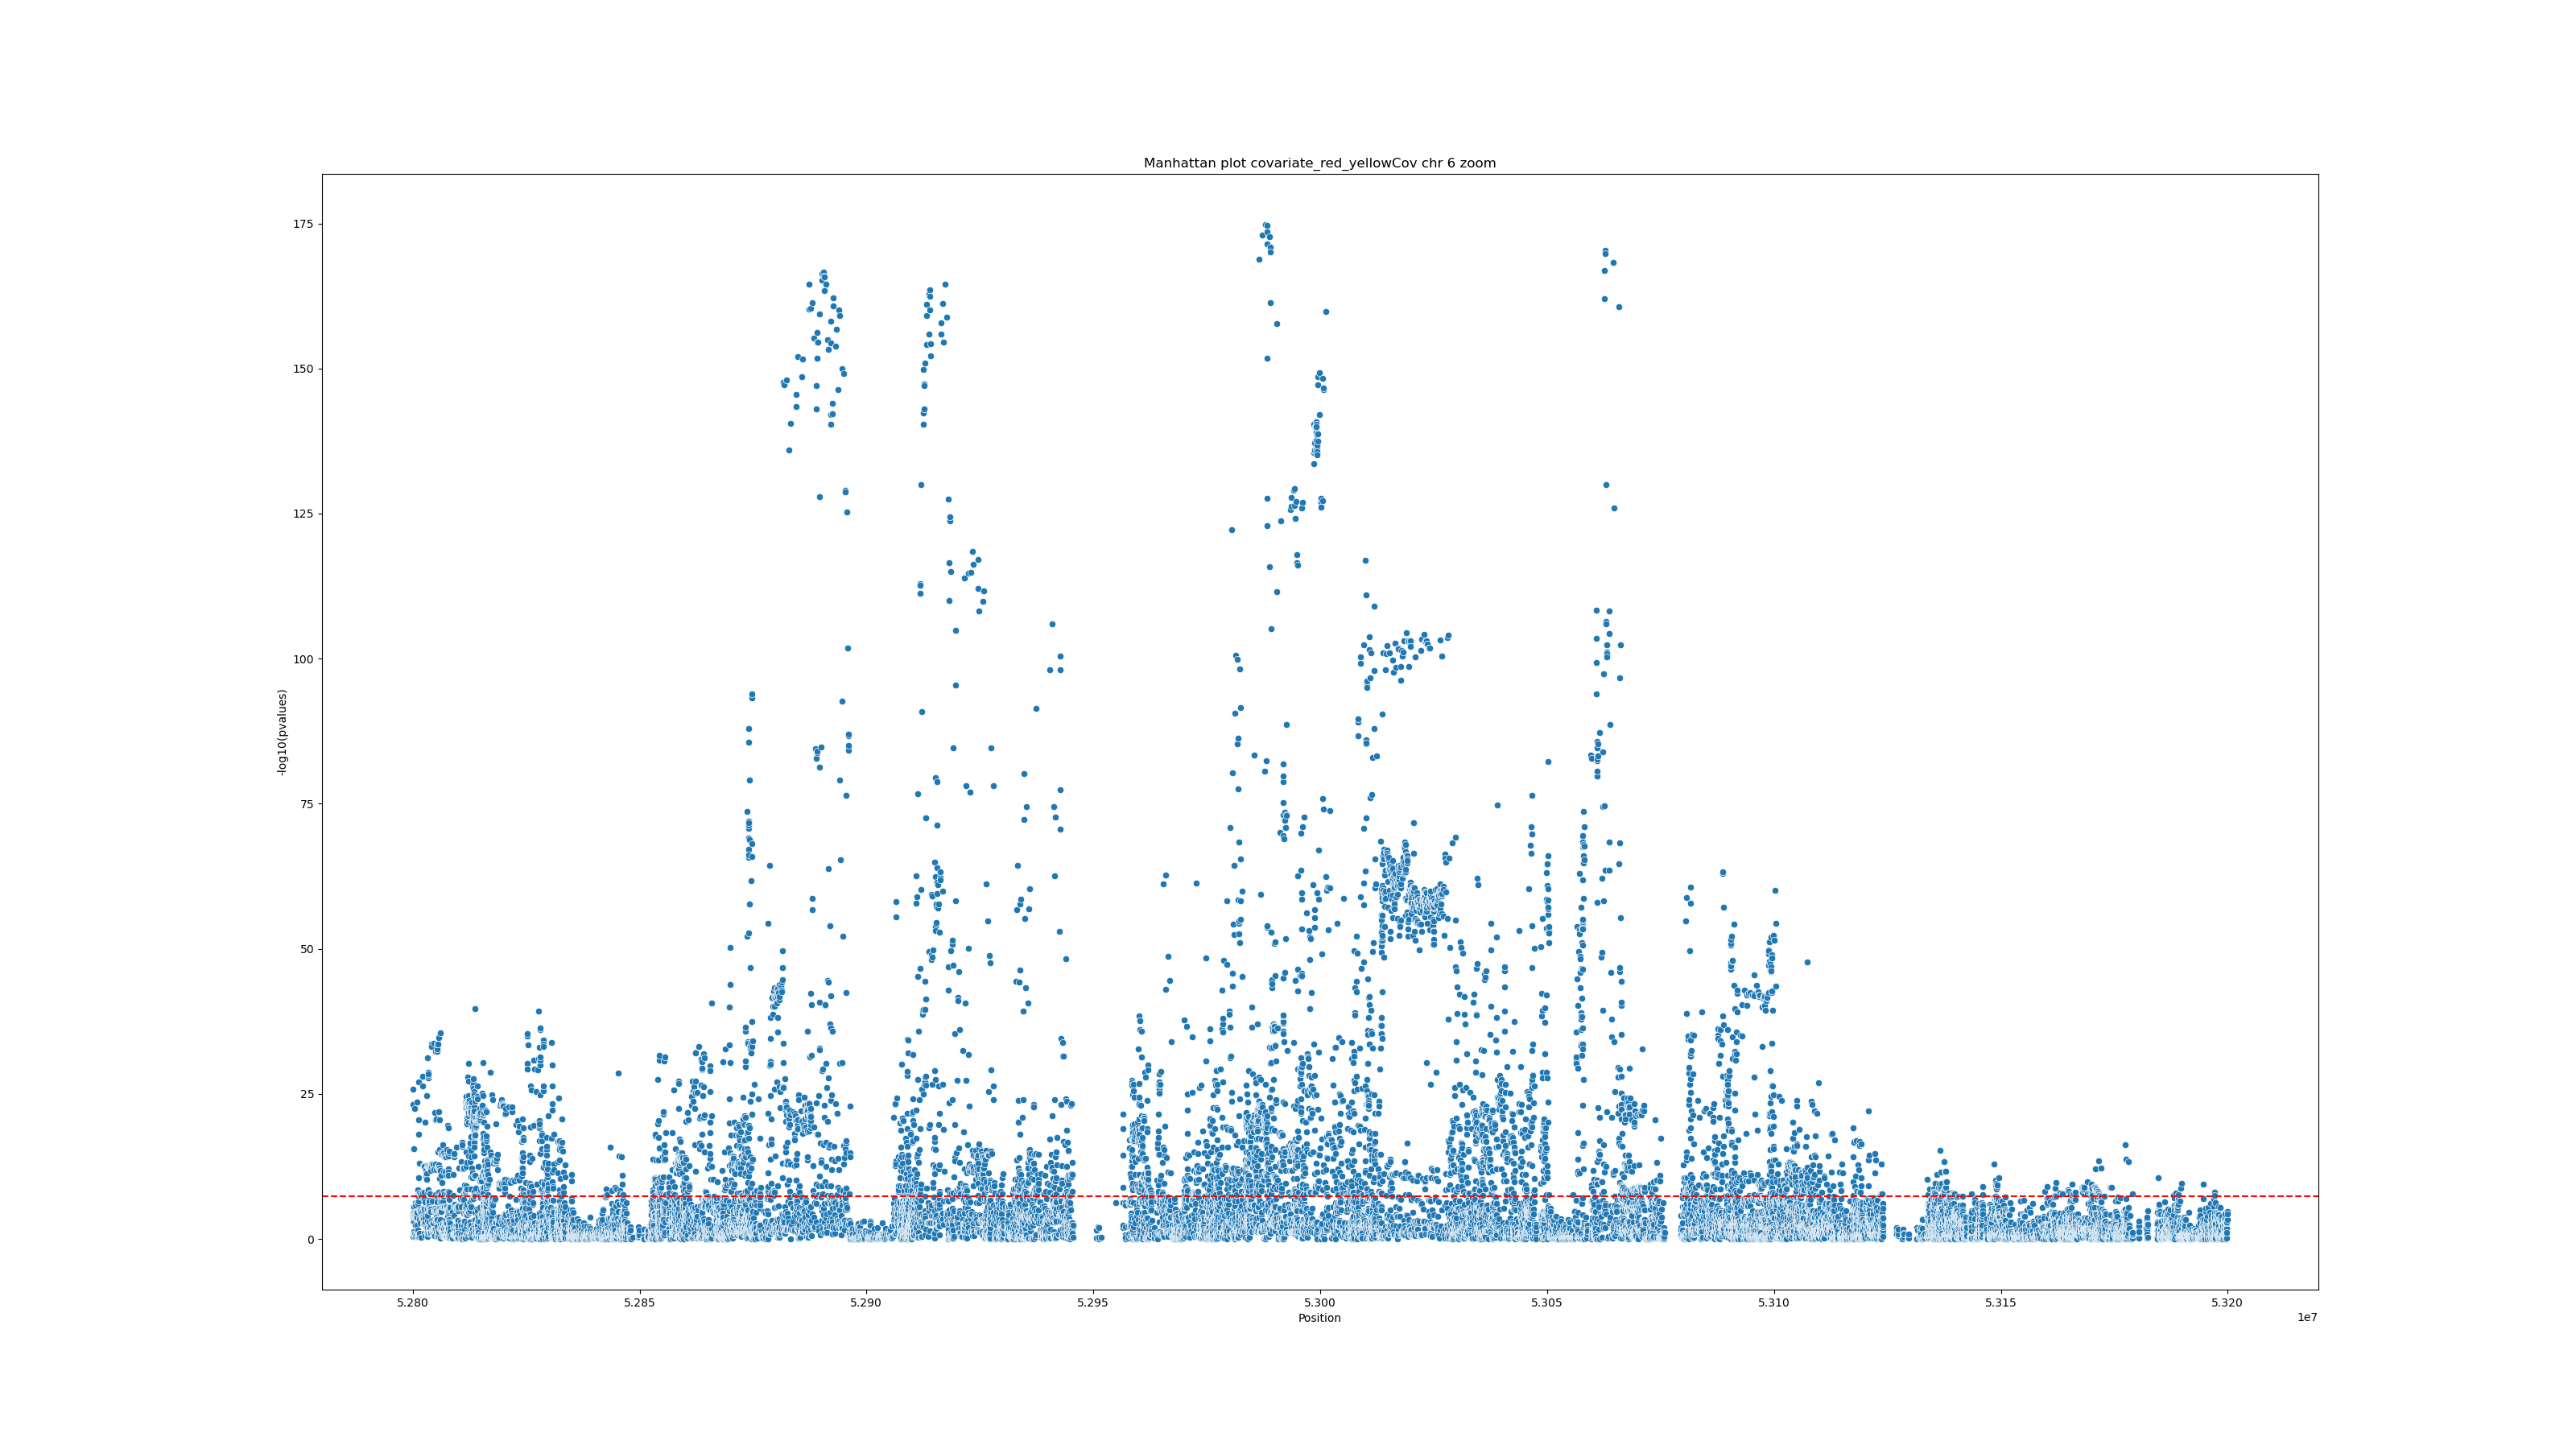 Manhattan plot covariate_red_yellowCov chr 6 zoom
-log10(pvalues)
175
150
125
100
75
50
25
0
5.280 5.285 5.290 5.295 5.300 5.305 5.310 5.315 5.320
1e7
Position